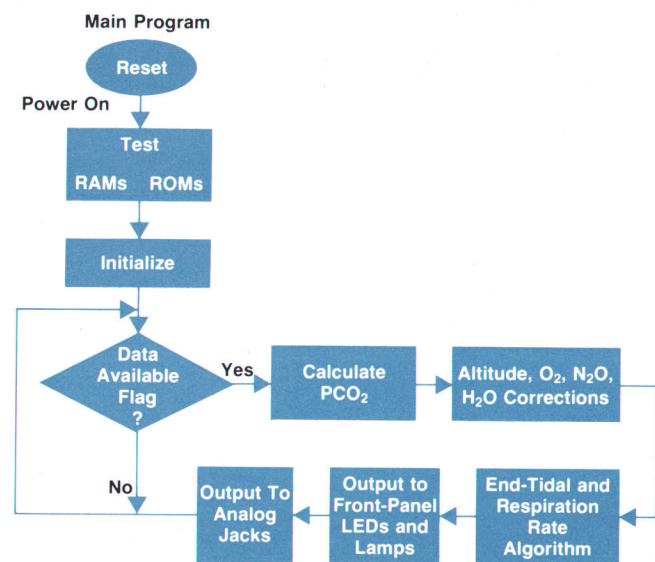 Main Program
Reset
Power On
Test
RAMs ROMs
Initialize
Data
Available
Flag
?
Yes
No
Calculate
PCO₂
Altitude, O₂, N₂O,
H₂O Corrections
End-Tidal and
Respiration
Rate
Algorithm
Output to
Front-Panel
LEDs and
Lamps
Output To
Analog
Jacks